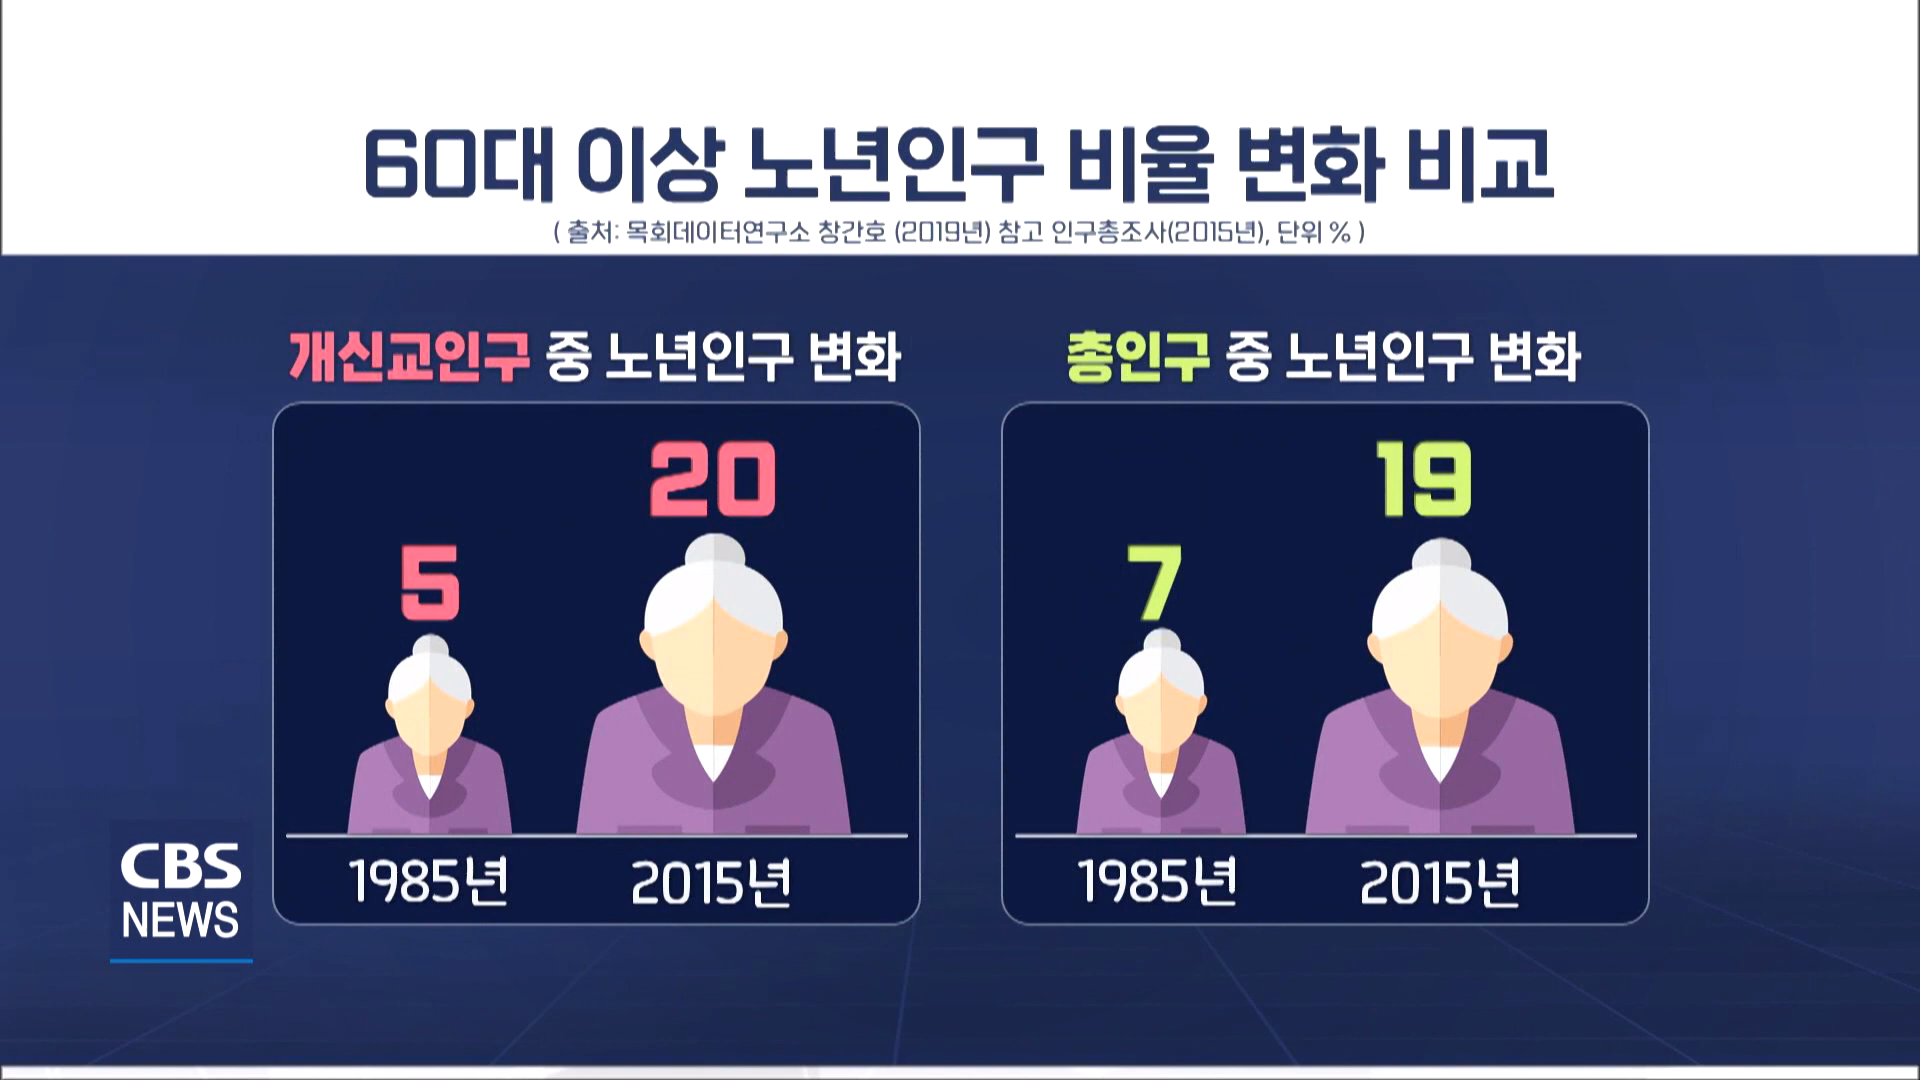 60대 이상 노년인구 비율 변화 비교
( 출처: 목회데이터연구소 창간호 (2019년) 참고 인구총조사(2015년), 단위 % )
개신교인구 중 노년인구 변화
5
20
1985년
2015년
총인구 중 노년인구 변화
7
19
1985년
2015년
CBS
NEWS